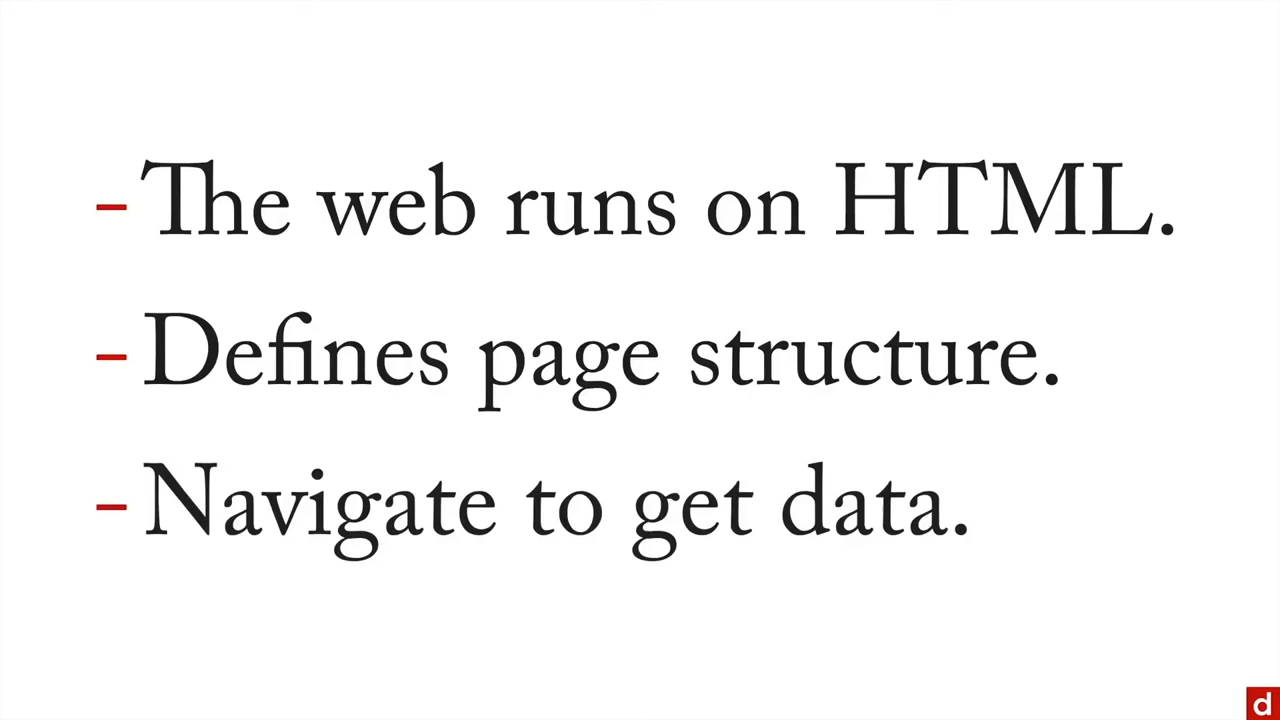 - The web runs on HTML.
- Defines page structure.
- Navigate to get data.
d